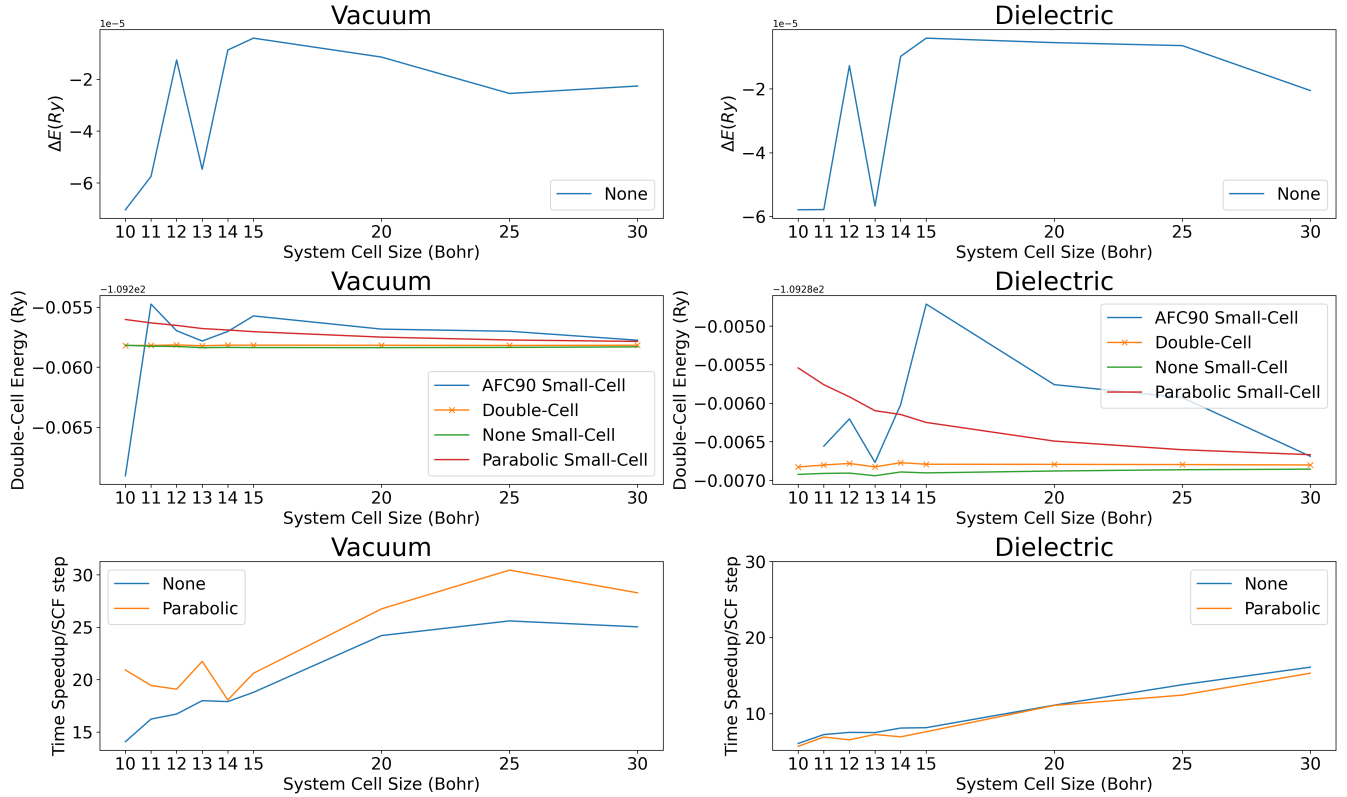 Vacuum
1e−5
ΔE(Ry)
−2
−4
−6
None
10 11 12 13 14 15 20 25 30
System Cell Size (Bohr)
Dielectric
1e−5
ΔE(Ry)
−2
−4
−6
None
10 11 12 13 14 15 20 25 30
System Cell Size (Bohr)
Vacuum
−1.092e2
Double-Cell Energy (Ry)
−0.055
−0.060
−0.065
AFC90 Small-Cell
Double-Cell
None Small-Cell
Parabolic Small-Cell
10 11 12 13 14 15 20 25 30
System Cell Size (Bohr)
Dielectric
−1.0928e2
Double-Cell Energy (Ry)
−0.0050
−0.0055
−0.0060
−0.0065
−0.0070
AFC90 Small-Cell
Double-Cell
None Small-Cell
Parabolic Small-Cell
10 11 12 13 14 15 20 25 30
System Cell Size (Bohr)
Vacuum
Time Speedup/SCF step
30
25
20
15
None
Parabolic
10 11 12 13 14 15 20 25 30
System Cell Size (Bohr)
Dielectric
Time Speedup/SCF step
30
20
10
None
Parabolic
10 11 12 13 14 15 20 25 30
System Cell Size (Bohr)